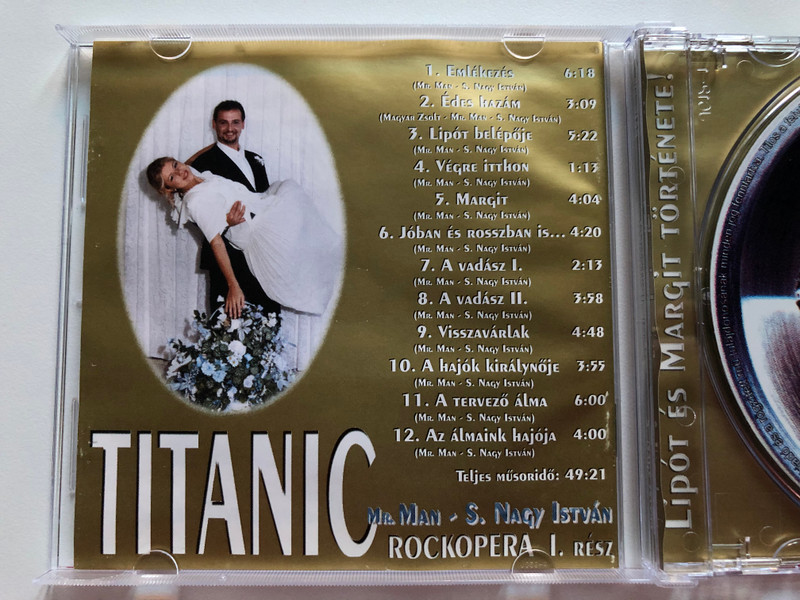 1. Emlékezés 6:18
(Mr. Man - S. Nagy István)
2. Édes hazám 3:09
(Magyar Zsolt - Mr. Man - S. Nagy István)
3. Lipót belépője 5:22
(Mr. Man - S. Nagy István)
4. Végre itthon 1:13
(Mr. Man - S. Nagy István)
5. Margit 4:04
(Mr. Man - S. Nagy István)
6. Jóban és rosszban is... 4:20
(Mr. Man - S. Nagy István)
7. A vadász I. 2:13
(Mr. Man - S. Nagy István)
8. A vadász II. 3:58
(Mr. Man - S. Nagy István)
9. Visszavárlak 4:48
(Mr. Man - S. Nagy István)
10. A hajók királynője 3:55
(Mr. Man - S. Nagy István)
11. A tervező álma 6:00
(Mr. Man - S. Nagy István)
12. Az álmaink hajója 4:00
(Mr. Man - S. Nagy István)
Teljes műsoridő: 49:21
TITANIC
Mr. Man - S. Nagy István
ROCKOPERA I. RÉSZ
Lipót és Margit története!